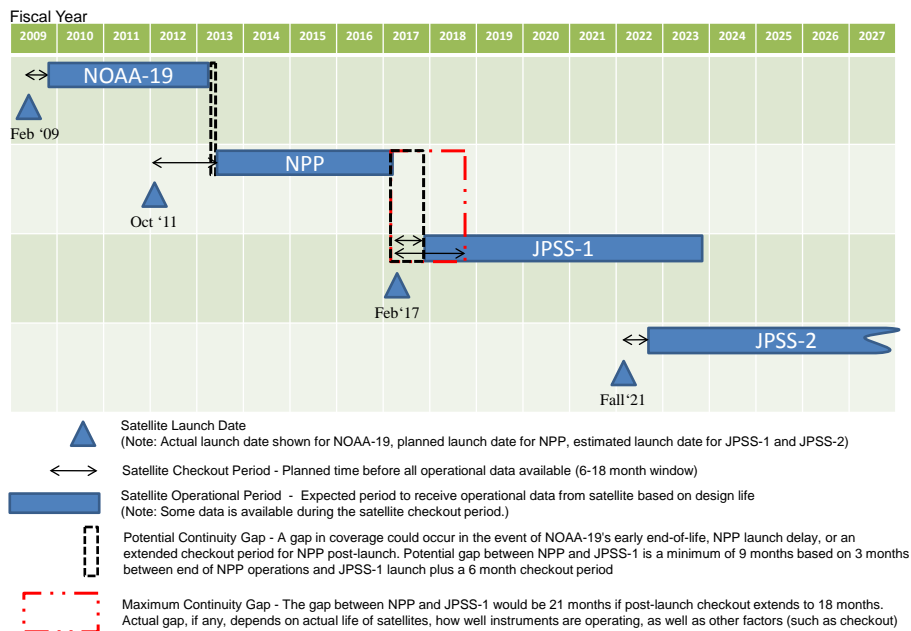 Fiscal Year
2009 2010 2011 2012 2013 2014 2015 2016 2017 2018 2019 2020 2021 2022 2023 2024 2025 2026 2027
NOAA-19
Feb ‘09
NPP
Oct ‘11
JPSS-1
Feb‘17
JPSS-2
Fall‘21
Satellite Launch Date
(Note: Actual launch date shown for NOAA-19, planned launch date for NPP, estimated launch date for JPSS-1 and JPSS-2)
Satellite Checkout Period - Planned time before all operational data available (6-18 month window)
Satellite Operational Period - Expected period to receive operational data from satellite based on design life
(Note: Some data is available during the satellite checkout period.)
Potential Continuity Gap - A gap in coverage could occur in the event of NOAA-19's early end-of-life, NPP launch delay, or an
extended checkout period for NPP post-launch. Potential gap between NPP and JPSS-1 is a minimum of 9 months based on 3 months
between end of NPP operations and JPSS-1 launch plus a 6 month checkout period
Maximum Continuity Gap - The gap between NPP and JPSS-1 would be 21 months if post-launch checkout extends to 18 months.
Actual gap, if any, depends on actual life of satellites, how well instruments are operating, as well as other factors (such as checkout)